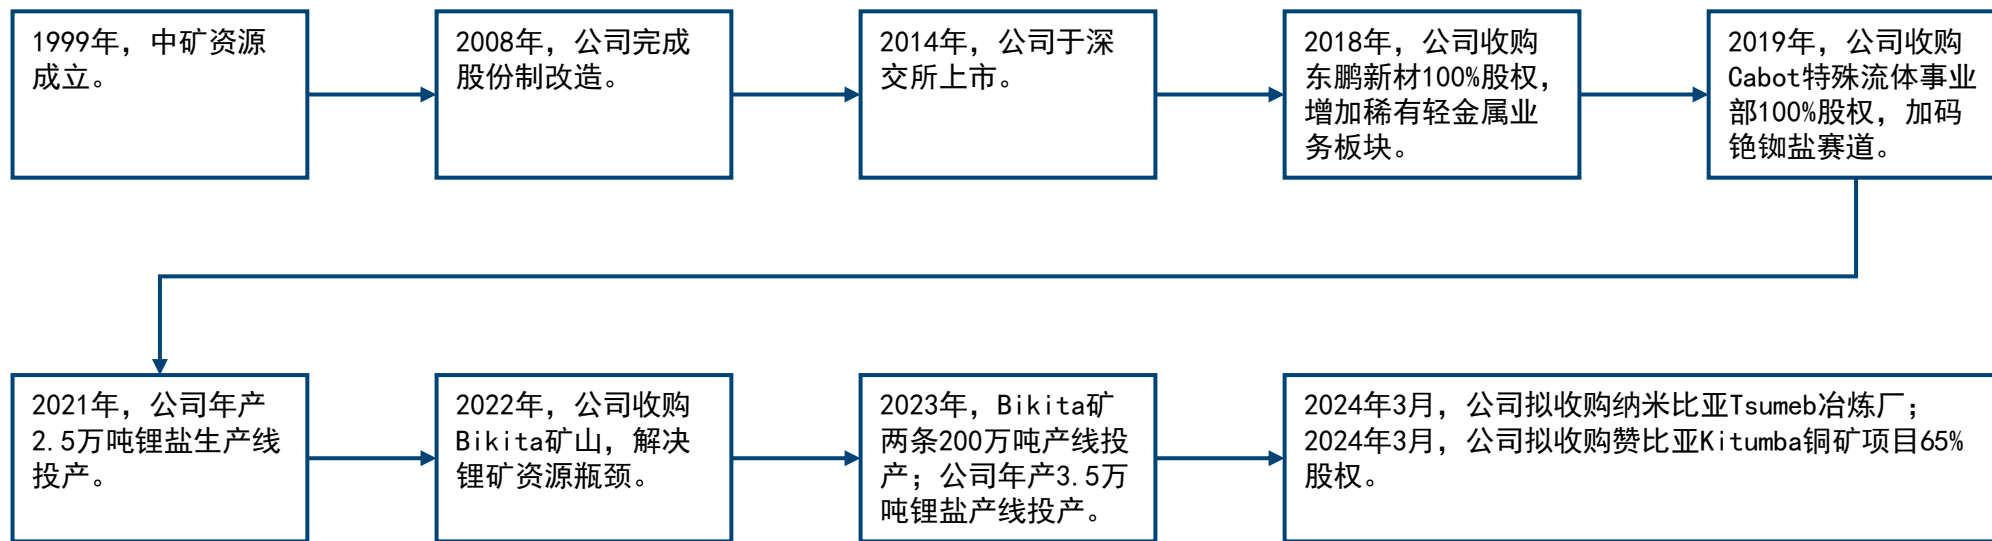 1999年，中矿资源
成立。
2008年，公司完成
股份制改造。
2014年，公司于深
交所上市。
2018年，公司收购
东鹏新材100%股权，
增加稀有轻金属业
务板块。
2019年，公司收购
Cabot特殊流体事业
部100%股权，加码
铯铷盐赛道。
2021年，公司年产
2.5万吨锂盐生产线
投产。
2022年，公司收购
Bikita矿山，解决
锂矿资源瓶颈。
2023年，Bikita矿
两条200万吨产线投
产；公司年产3.5万
吨锂盐产线投产。
2024年3月，公司拟收购纳米比亚Tsumeb冶炼厂；
2024年3月，公司拟收购赞比亚Kitumba铜矿项目65%
股权。